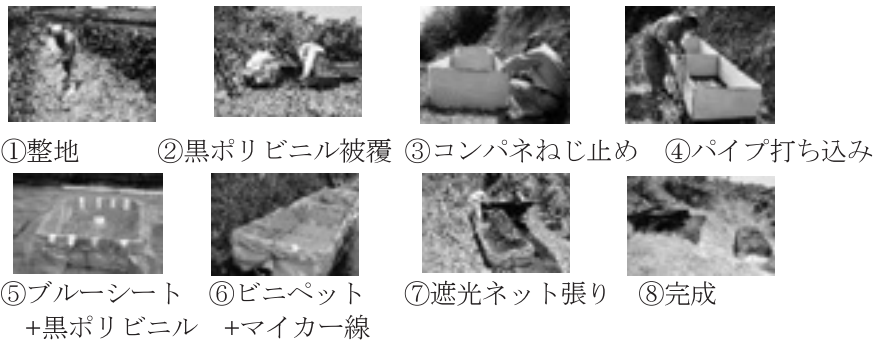 ①整地 ②黒ポリビニル被覆 ③コンパネねじ止め ④パイプ打ち込み
⑤ブルーシート ⑥ビニペット ⑦遮光ネット張り ⑧完成
+黒ポリビニル +マイカー線